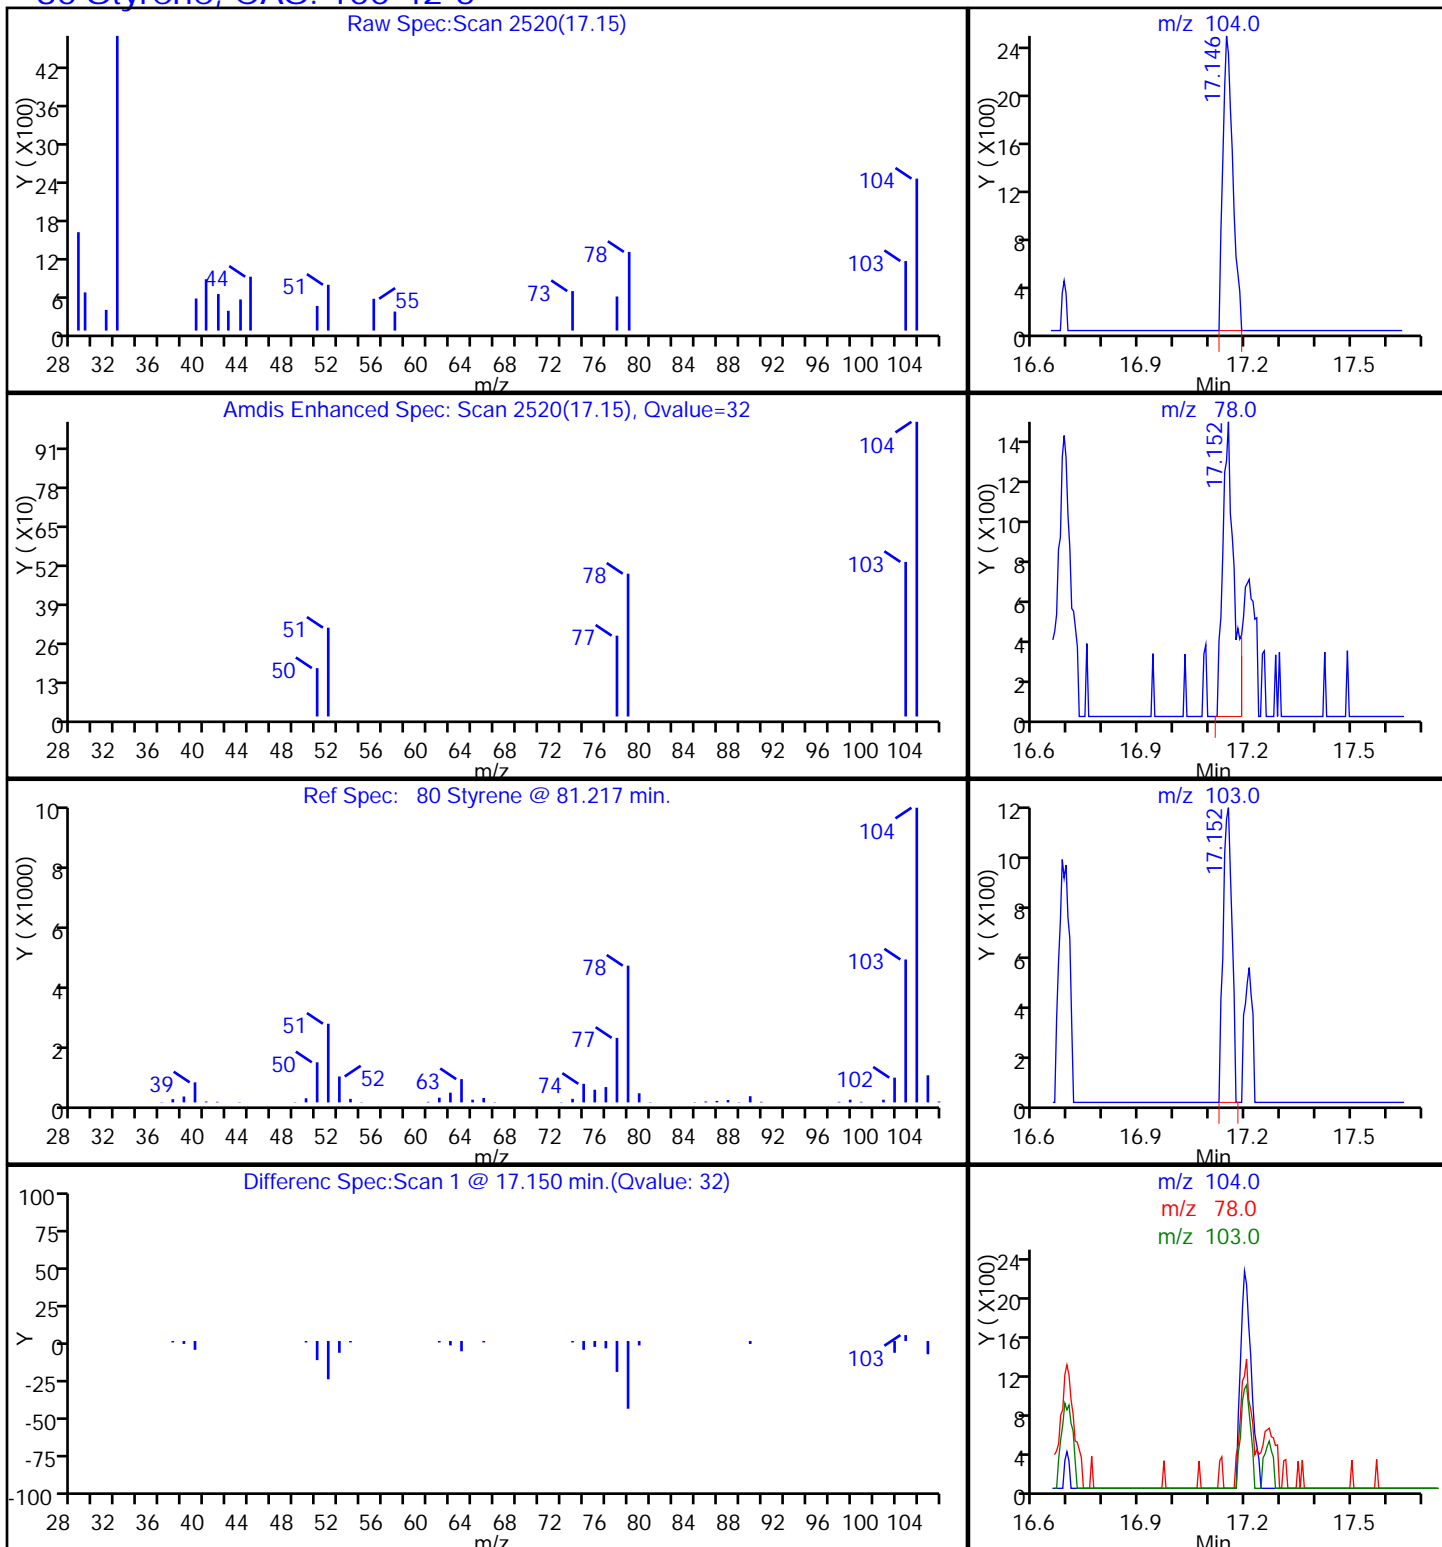 Raw Spec:Scan 2520(17.15)
Y ( X100)
42
36
30
24
18
12
6
0
104
103
78
73
55
51
44
28 32 36 40 44 48 52 56 60 64 68 72 76 80 84 88 92 96 100 104
m/z
m/z 104.0
Y ( X100)
24
20
16
12
8
4
0
17.146
16.6 16.9 17.2 17.5
Min
Amdis Enhanced Spec: Scan 2520(17.15), Qvalue=32
Y ( X10)
91
78
65
52
39
26
13
0
104
103
78
77
51
50
28 32 36 40 44 48 52 56 60 64 68 72 76 80 84 88 92 96 100 104
m/z
m/z 78.0
Y ( X100)
14
12
10
8
6
4
2
0
17.152
16.6 16.9 17.2 17.5
Min
Ref Spec: 80 Styrene @ 81.217 min.
Y ( X1000)
10
8
6
4
2
0
104
103
78
77
51
50
52
39
63
74
102
28 32 36 40 44 48 52 56 60 64 68 72 76 80 84 88 92 96 100 104
m/z
m/z 103.0
Y ( X100)
12
10
8
6
4
2
0
17.152
16.6 16.9 17.2 17.5
Min
Differenc Spec:Scan 1 @ 17.150 min.(Qvalue: 32)
Y
100
75
50
25
0
-25
-50
-75
-100
103
28 32 36 40 44 48 52 56 60 64 68 72 76 80 84 88 92 96 100 104
m/z
m/z 104.0
m/z 78.0
m/z 103.0
Y ( X100)
24
20
16
12
8
4
0
16.6 16.9 17.2 17.5
Min